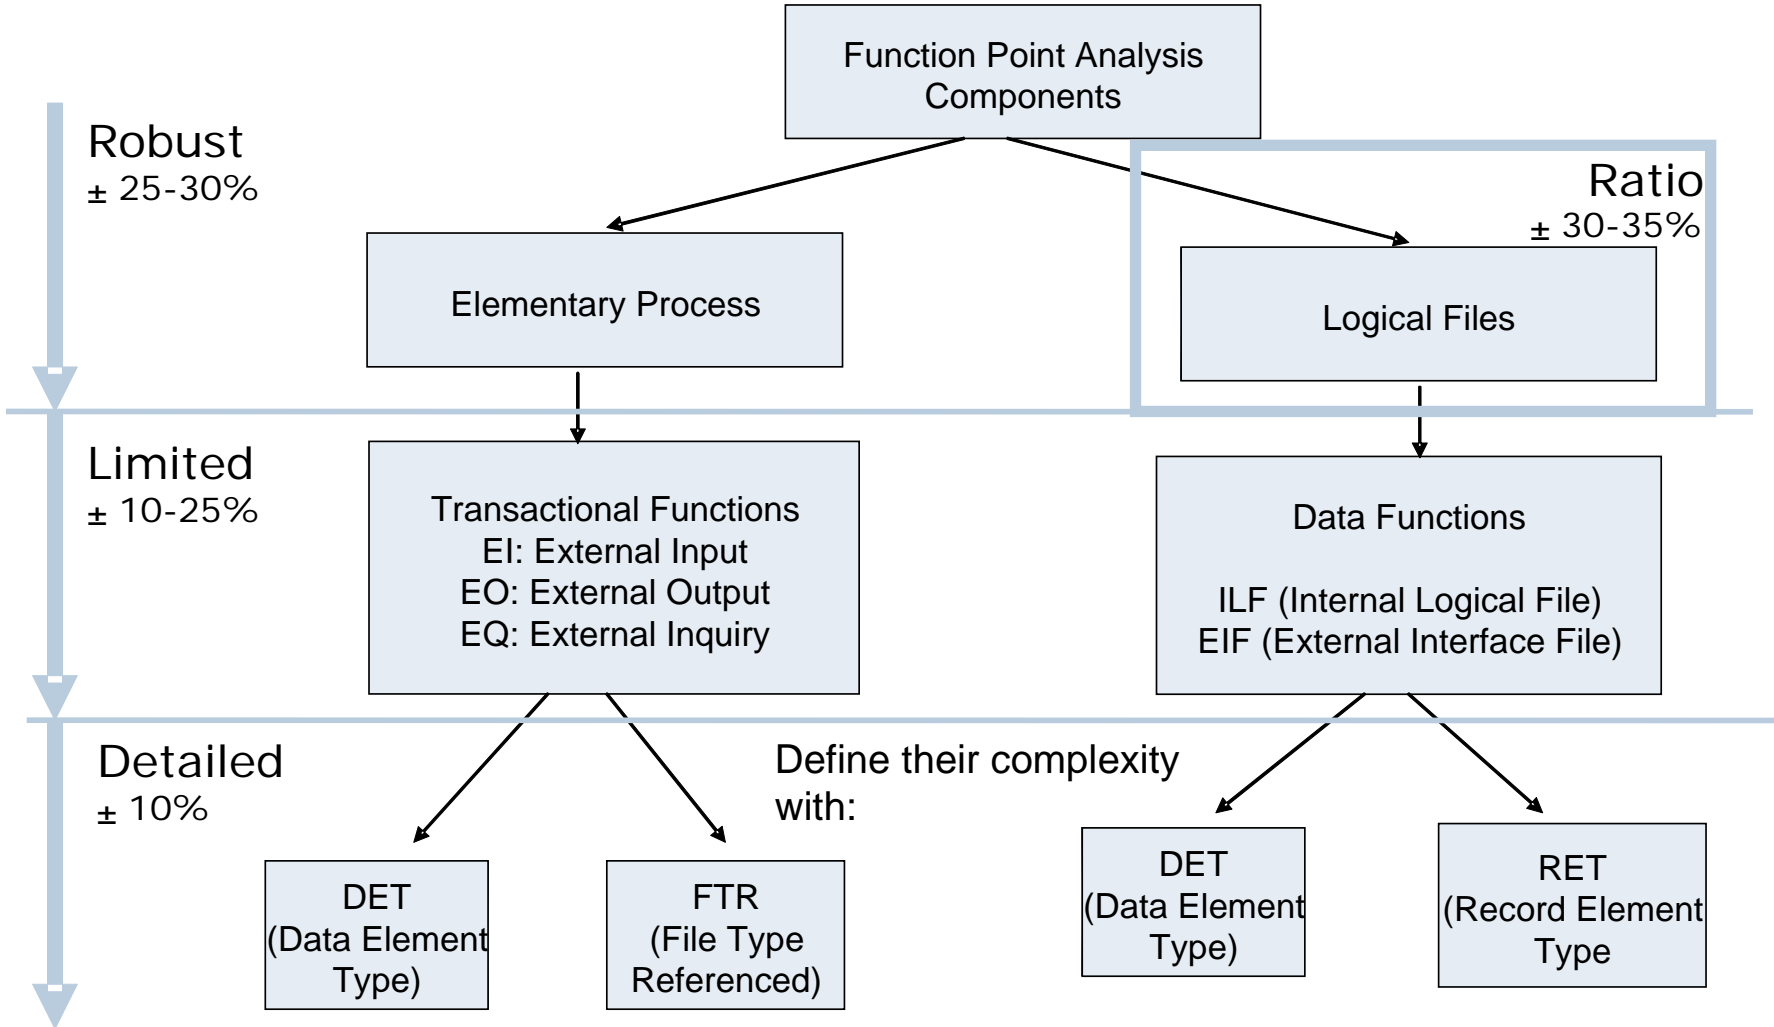 Function Point Analysis
Components
Robust
± 25-30%
Ratio
± 30-35%
Elementary Process
Logical Files
Limited
± 10-25%
Transactional Functions
EI: External Input
EO: External Output
EQ: External Inquiry
Data Functions
ILF (Internal Logical File)
EIF (External Interface File)
Detailed
± 10%
Define their complexity
with:
DET
(Data Element
Type)
FTR
(File Type
Referenced)
DET
(Data Element
Type)
RET
(Record Element
Type